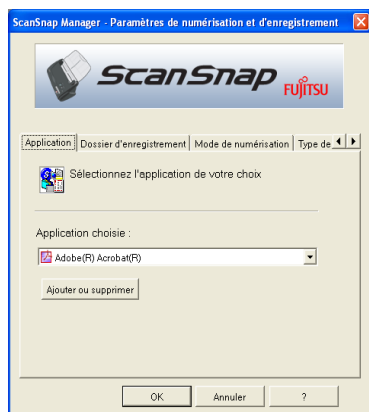 ScanSnap Manager - Paramètres de numérisation et d'enregistrement
ScanSnap
FUJITSU
Application Dossier d'enregistrement Mode de numérisation Type de
Sélectionnez l'application de votre choix
Application choisie :
Adobe(R) Acrobat(R)
Ajouter ou supprimer
OK Annuler ?